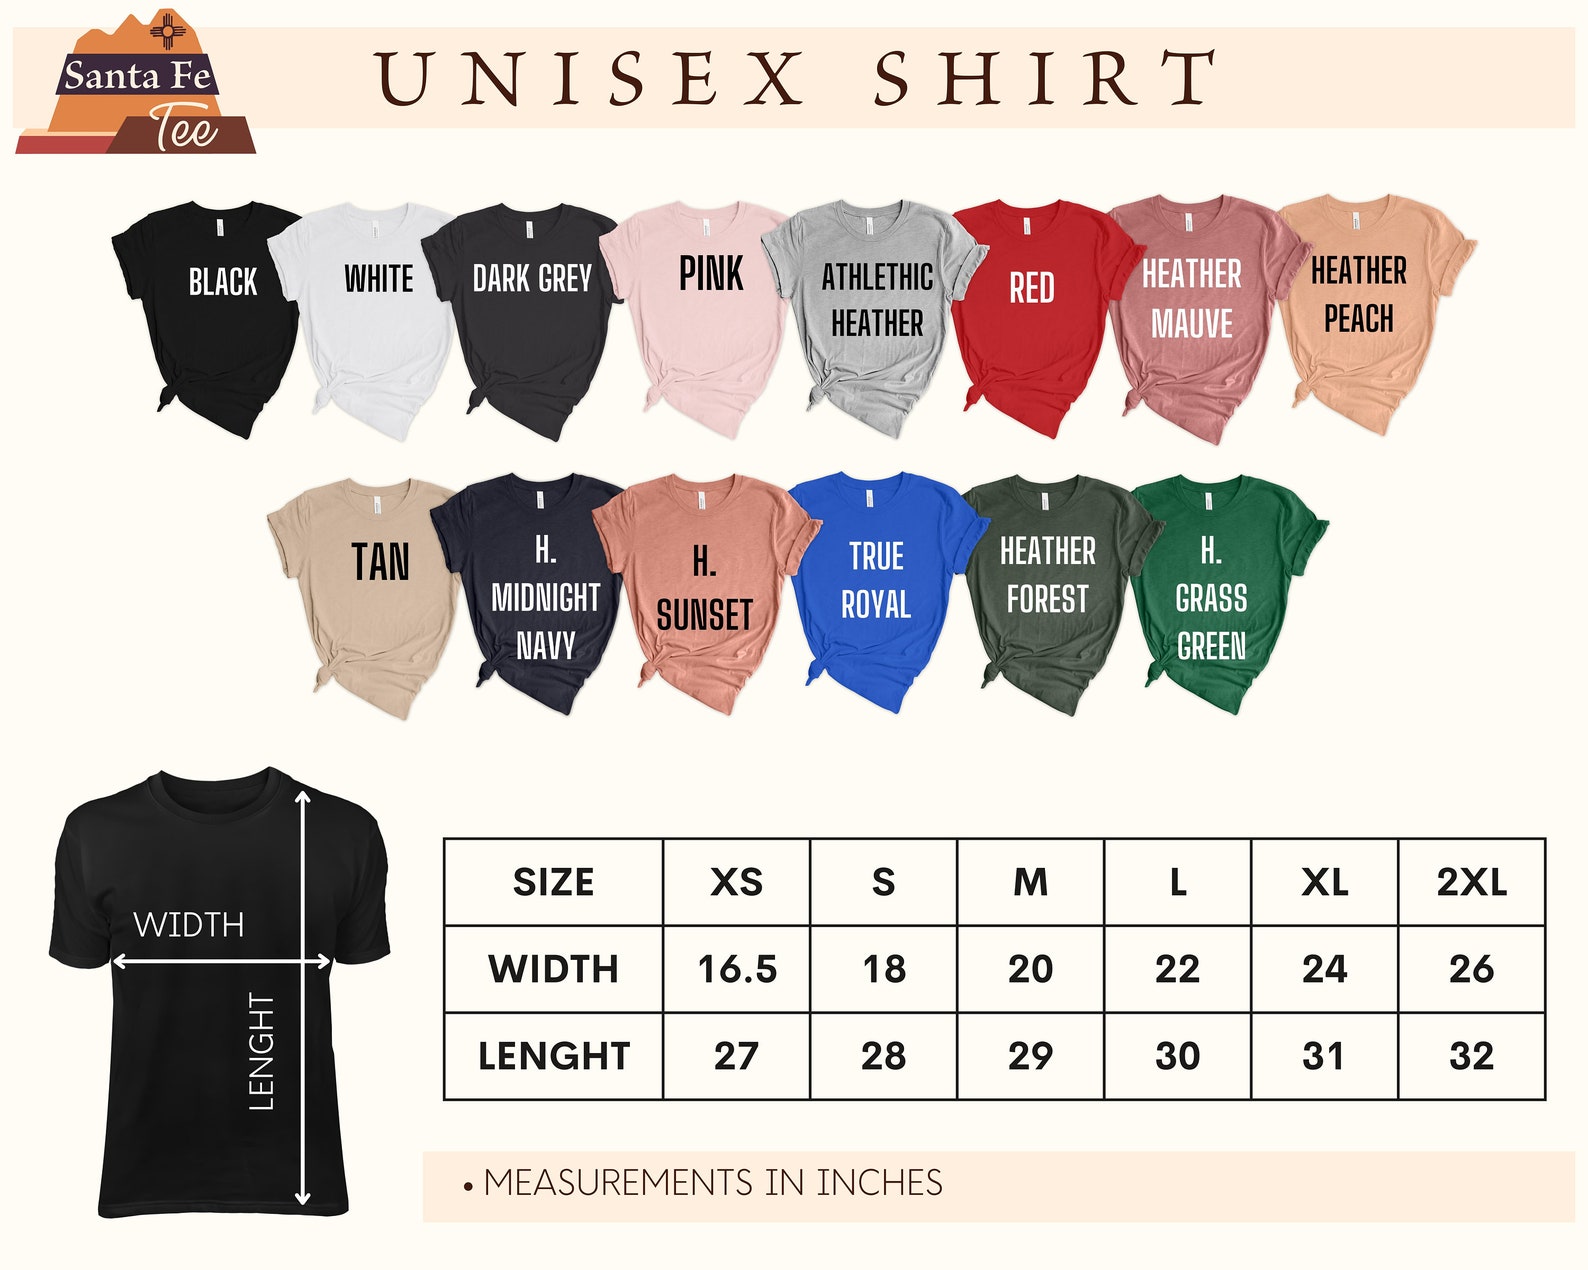 Santa Fe
Tee
UNISEX SHIRT
BLACK
WHITE
DARK GREY
PINK
ATHLETHIC
HEATHER
RED
HEATHER
MAUVE
HEATHER
PEACH
TAN
H.
MIDNIGHT
NAVY
H.
SUNSET
TRUE
ROYAL
HEATHER
FOREST
H.
GRASS
GREEN
WIDTH
LENGHT
SIZE XS S M L XL 2XL
WIDTH 16.5 18 20 22 24 26
LENGHT 27 28 29 30 31 32
• MEASUREMENTS IN INCHES